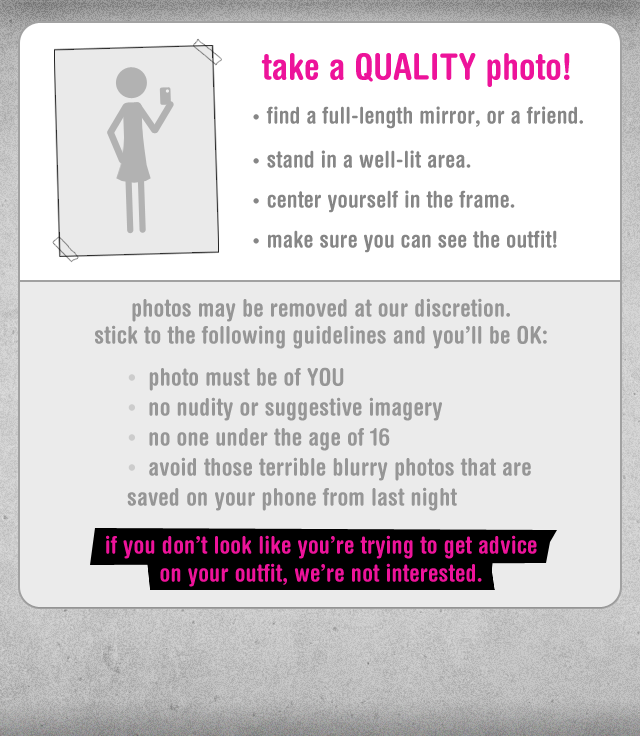 take a QUALITY photo!
• find a full-length mirror, or a friend.
• stand in a well-lit area.
• center yourself in the frame.
• make sure you can see the outfit!
photos may be removed at our discretion.
stick to the following guidelines and you'll be OK:
• photo must be of YOU
• no nudity or suggestive imagery
• no one under the age of 16
• avoid those terrible blurry photos that are
saved on your phone from last night
if you don't look like you're trying to get advice
on your outfit, we're not interested.